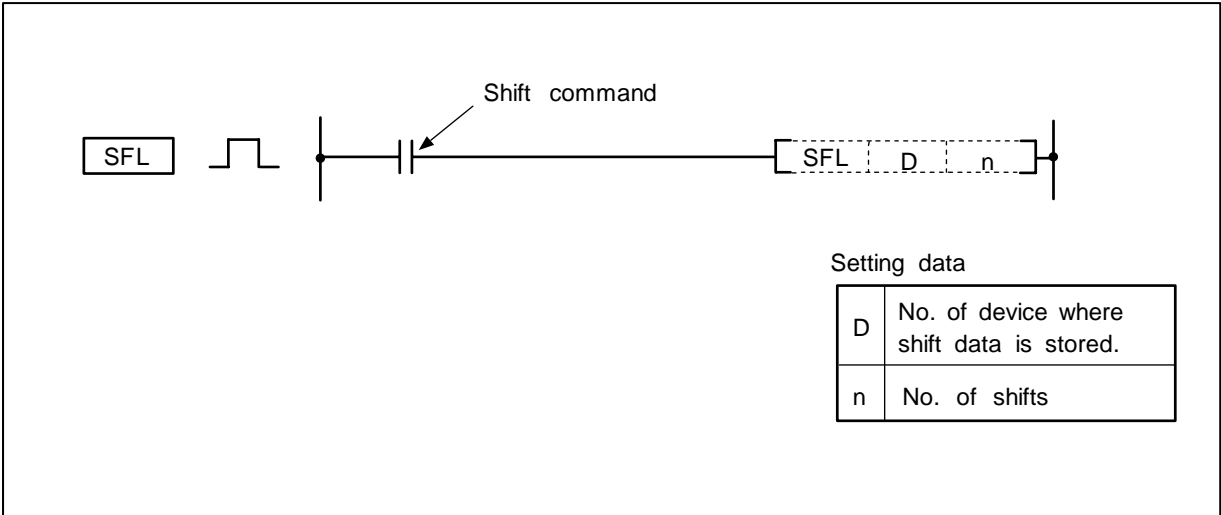 Shift command
SFL
SFL D n
Setting data
D No. of device where
shift data is stored.
n No. of shifts